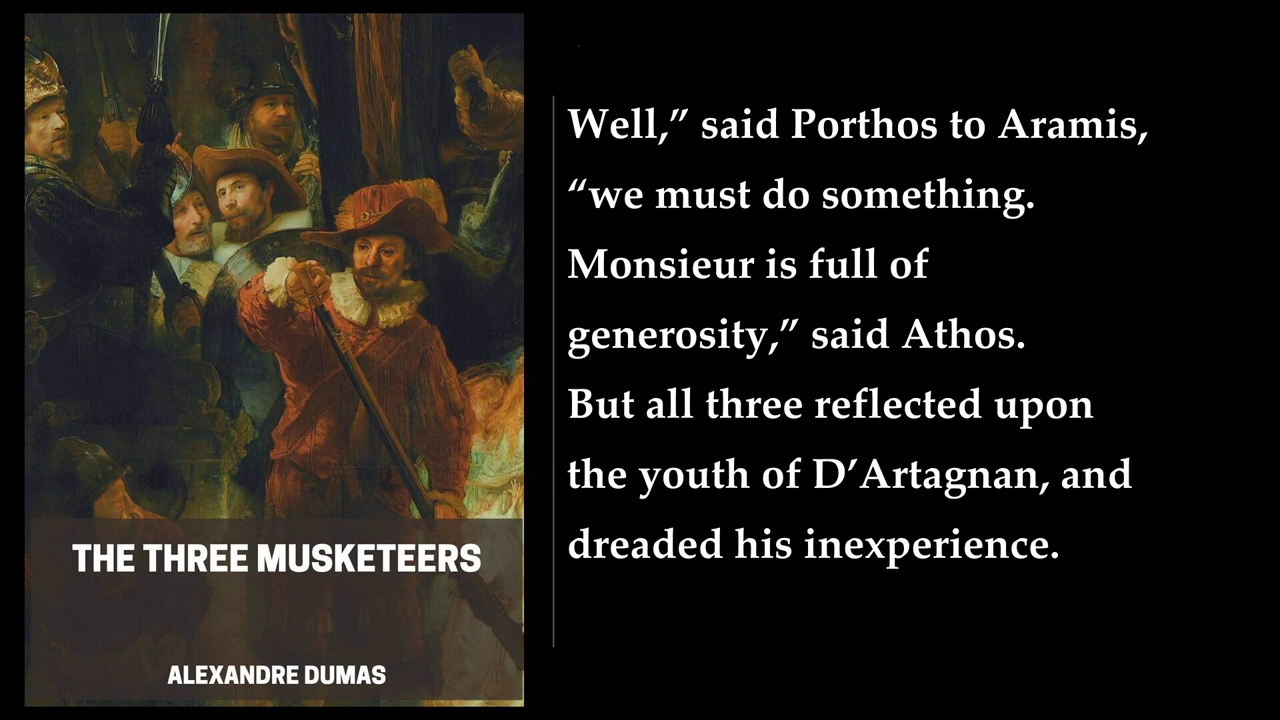 THE THREE MUSKETEERS
ALEXANDRE DUMAS
Well,” said Porthos to Aramis,
“we must do something.
Monsieur is full of
generosity,” said Athos.
But all three reflected upon
the youth of D’Artagnan, and
dreaded his inexperience.